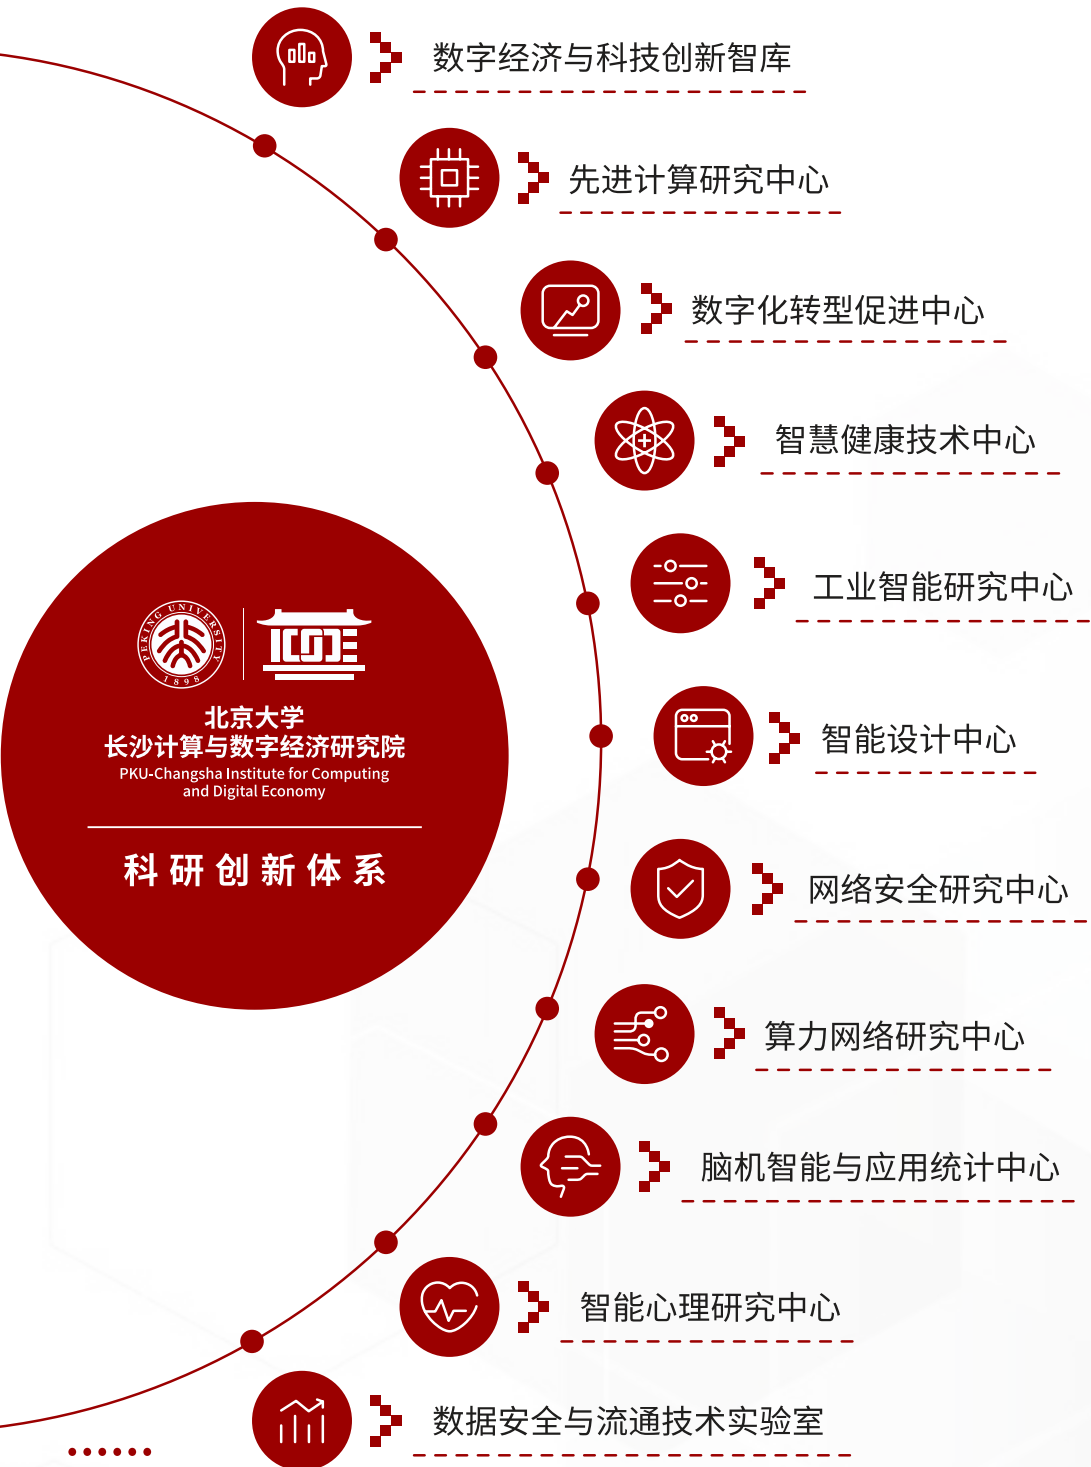 数字经济与科技创新智库
先进计算研究中心
数字化转型促进中心
智慧健康技术中心
工业智能研究中心
智能设计中心
网络安全研究中心
算力网络研究中心
脑机智能与应用统计中心
智能心理研究中心
数据安全与流通技术实验室
PEKING UNIVERSITY
1898
ICODE
北京大学
长沙计算与数字经济研究院
PKU-Changsha Institute for Computing
and Digital Economy
科研创新体系